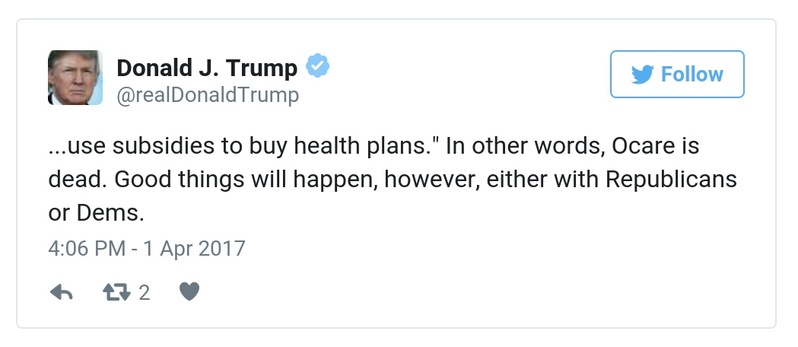 Donald J. Trump
@realDonaldTrump
Follow
...use subsidies to buy health plans." In other words, Ocare is
dead. Good things will happen, however, either with Republicans
or Dems.
4:06 PM - 1 Apr 2017
2